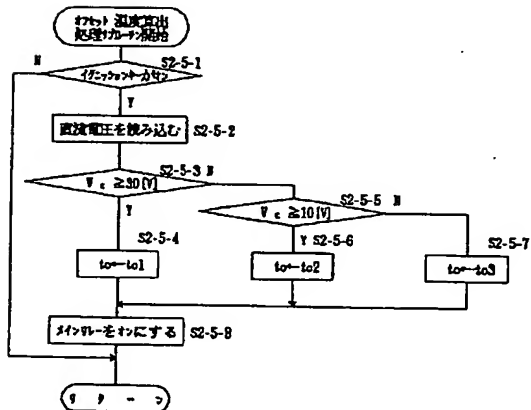 オフセット 温度算出
処理サブルーチン開始
N
S2-5-1
イグニッションキーがオン
Y
直流電圧を読み込む
S2-5-2
S2-5-3
N
V c ≧30[V]
S2-5-5
N
V c ≧10[V]
Y
S2-5-4
Y
S2-5-6
S2-5-7
to←to1
to←to2
to←to3
メインリレーをオンにする
S2-5-8
リ タ ー ン